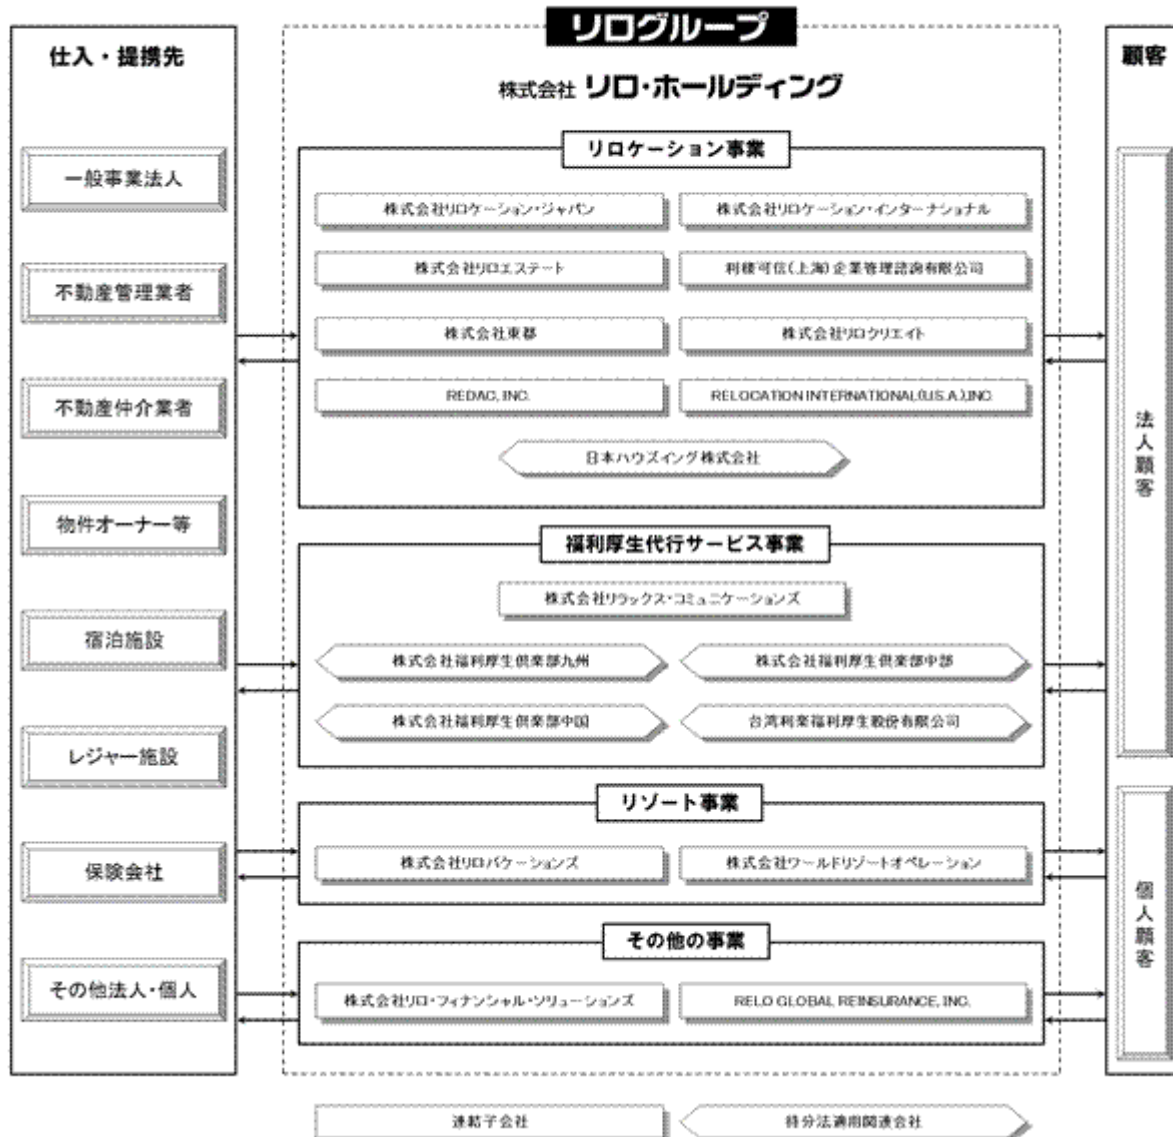 リログループ
仕入・提携先
顧客
株式会社 リロ・ホールディング
リロケーション事業
一般事業法人
不動産管理業者
不動産仲介業者
物件オーナー等
宿泊施設
レジャー施設
保険会社
その他法人・個人
株式会社リロケーション・ジャパン
株式会社リロケーション・インターナショナル
株式会社リロエステート
利楼可信(上海)企業管理諮詢有限公司
株式会社東都
株式会社リロクリエイト
REDAC, INC.
RELOCATION INTERNATIONAL(U.S.A.),INC.
日本ハウズイング株式会社
福利厚生代行サービス事業
株式会社リラックス・コミュニケーションズ
株式会社福利厚生倶楽部九州
株式会社福利厚生倶楽部中部
株式会社福利厚生倶楽部中国
台湾利楽福利厚生股份有限公司
リゾート事業
株式会社リロバケーションズ
株式会社ワールドリゾートオペレーション
その他の事業
株式会社リロ・フィナンシャル・ソリューションズ
RELO GLOBAL REINSURANCE, INC.
法人顧客
個人顧客
連結子会社
持分法適用関連会社